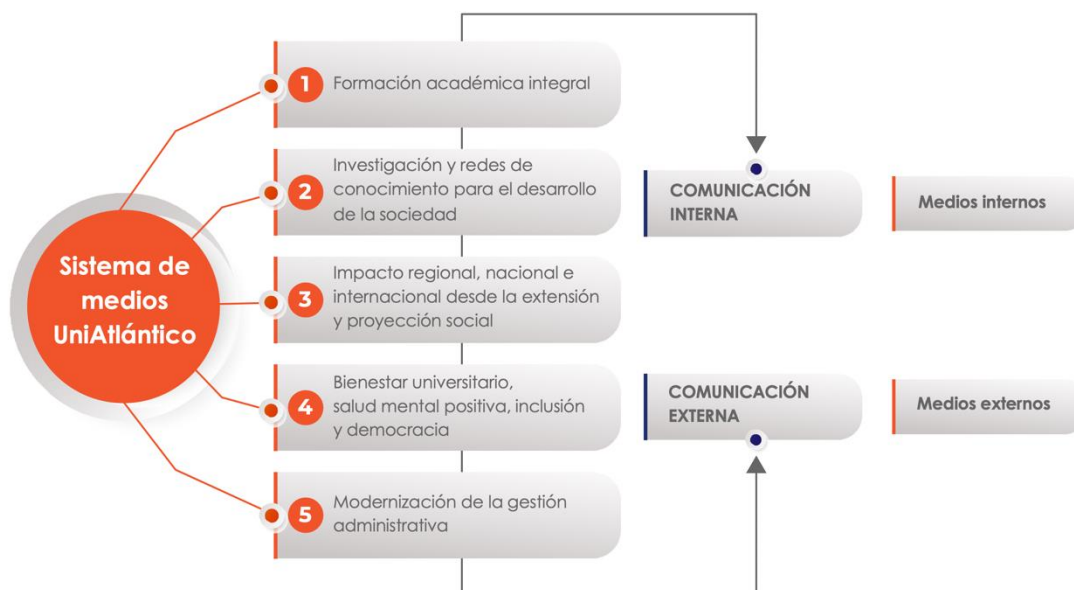 Sistema de
medios
UniAtlántico
1
Formación académica integral
2
Investigación y redes de
conocimiento para el desarrollo
de la sociedad
3
Impacto regional, nacional e
internacional desde la extensión
y proyección social
4
Bienestar universitario,
salud mental positiva, inclusión
y democracia
5
Modernización de la gestión
administrativa
COMUNICACIÓN
INTERNA
Medios internos
COMUNICACIÓN
EXTERNA
Medios externos